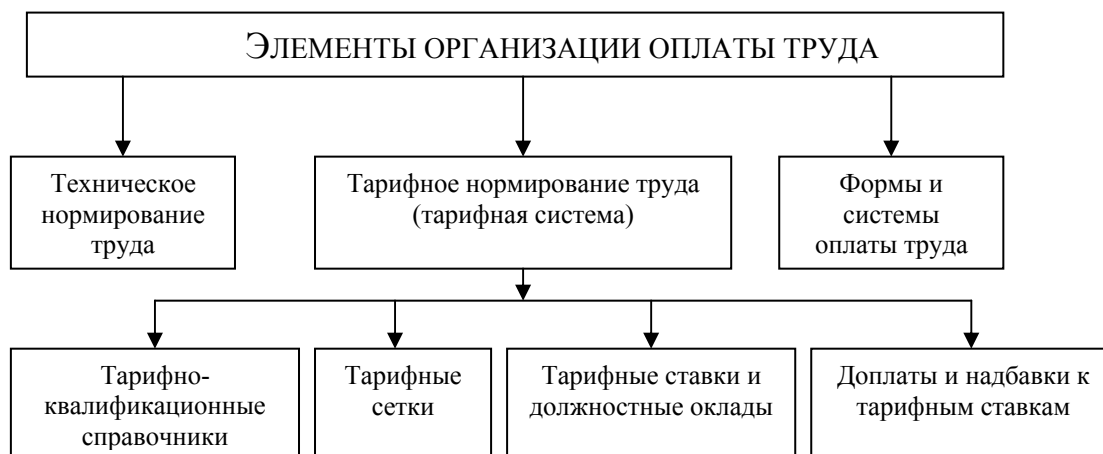 ЭЛЕМЕНТЫ ОРГАНИЗАЦИИ ОПЛАТЫ ТРУДА
Техническое
нормирование
труда
Тарифное нормирование труда
(тарифная система)
Формы и
системы
оплаты труда
Тарифно-
квалификационные
справочники
Тарифные
сетки
Тарифные ставки и
должностные оклады
Доплаты и надбавки к
тарифным ставкам